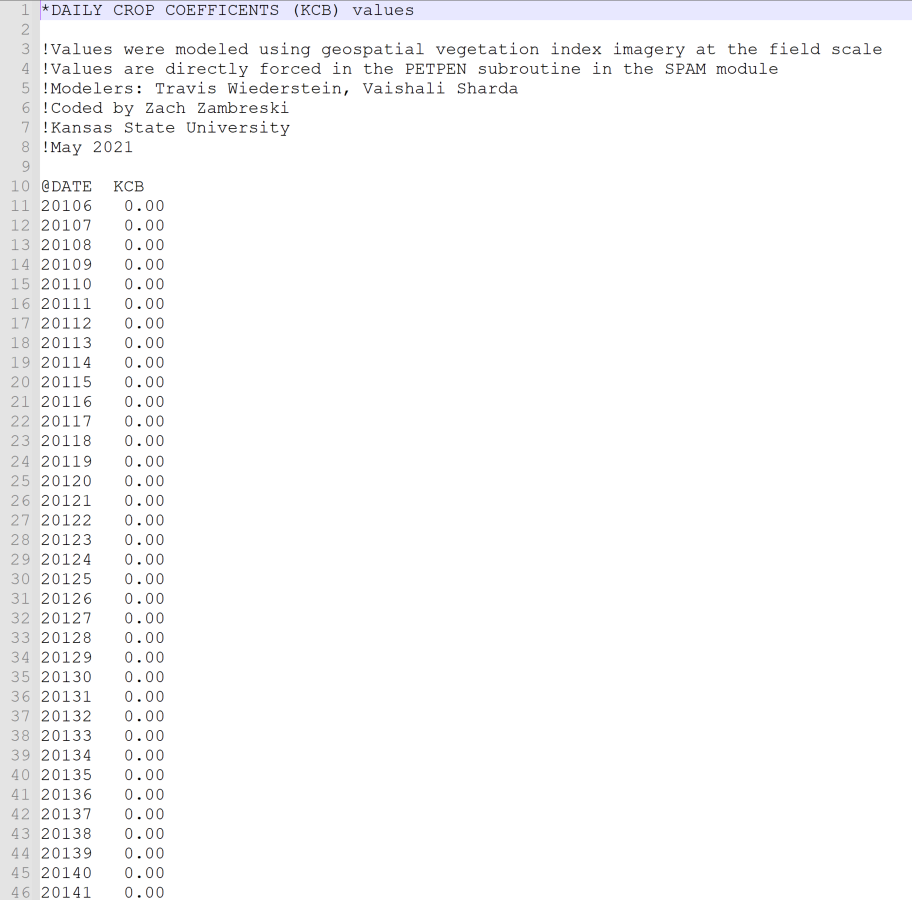 1 *DAILY CROP COEFFICENTS (KCB) values
2
3 !Values were modeled using geospatial vegetation index imagery at the field scale
4 !Values are directly forced in the PETPEN subroutine in the SPAM module
5 !Modelers: Travis Wiederstein, Vaishali Sharda
6 !Coded by Zach Zambreski
7 !Kansas State University
8 !May 2021
9
10 @DATE  KCB
11 20106   0.00
12 20107   0.00
13 20108   0.00
14 20109   0.00
15 20110   0.00
16 20111   0.00
17 20112   0.00
18 20113   0.00
19 20114   0.00
20 20115   0.00
21 20116   0.00
22 20117   0.00
23 20118   0.00
24 20119   0.00
25 20120   0.00
26 20121   0.00
27 20122   0.00
28 20123   0.00
29 20124   0.00
30 20125   0.00
31 20126   0.00
32 20127   0.00
33 20128   0.00
34 20129   0.00
35 20130   0.00
36 20131   0.00
37 20132   0.00
38 20133   0.00
39 20134   0.00
40 20135   0.00
41 20136   0.00
42 20137   0.00
43 20138   0.00
44 20139   0.00
45 20140   0.00
46 20141   0.00